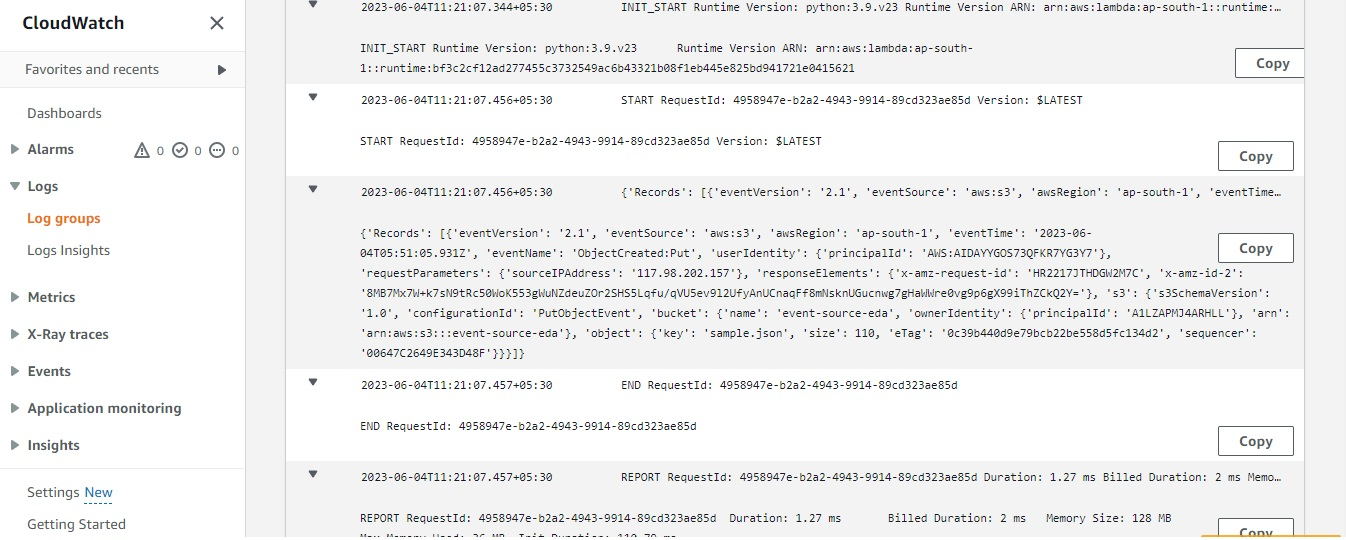 CloudWatch
Favorites and recents
Dashboards
Alarms 0 0 0
Logs
Log groups
Logs Insights
Metrics
X-Ray traces
Events
Application monitoring
Insights
Settings New
Getting Started
2023-06-04T11:21:07.344+05:30 INIT_START Runtime Version: python:3.9.v23 Runtime Version ARN: arn:aws:lambda:ap-south-1::runtime:…
INIT_START Runtime Version: python:3.9.v23 Runtime Version ARN: arn:aws:lambda:ap-south-
1::runtime:bf3c2cf12ad277455c3732549ac6b43321b08f1eb445e825bd941721e0415621
Copy
2023-06-04T11:21:07.456+05:30 START RequestId: 4958947e-b2a2-4943-9914-89cd323ae85d Version: $LATEST
START RequestId: 4958947e-b2a2-4943-9914-89cd323ae85d Version: $LATEST
Copy
2023-06-04T11:21:07.456+05:30 {'Records': [{'eventVersion': '2.1', 'eventSource': 'aws:s3', 'awsRegion': 'ap-south-1', 'eventTime…
{'Records': [{'eventVersion': '2.1', 'eventSource': 'aws:s3', 'awsRegion': 'ap-south-1', 'eventTime': '2023-06-
04T05:51:05.931Z', 'eventName': 'ObjectCreated:Put', 'userIdentity': {'principalId': 'AWS:AIDAYYGOS73QFKR7YG3Y7'},
Copy
'requestParameters': {'sourceIPAddress': '117.98.202.157'}, 'responseElements': {'x-amz-request-id': 'HR2217JTHDGW2M7C', 'x-amz-id-2':
'8MB7Mx7W+k7sN9tRc50WoK553gWuNZdeuZOr2SHS5Lqfu/qVU5ev9l2UfyAnUCnaqFf8mNsknUGucnwg7gHaWWre0vg9p6gX99iThZCkQ2Y='}, 's3': {'s3SchemaVersion':
'1.0', 'configurationId': 'PutObjectEvent', 'bucket': {'name': 'event-source-eda', 'ownerIdentity': {'principalId': 'A1LZAPMJ4ARHLL'}, 'arn':
'arn:aws:s3:::event-source-eda'}, 'object': {'key': 'sample.json', 'size': 110, 'eTag': '0c39b440d9e79bcb22be558d5fc134d2', 'sequencer':
'00647C2649E343D48F'}}}]}
2023-06-04T11:21:07.457+05:30 END RequestId: 4958947e-b2a2-4943-9914-89cd323ae85d
END RequestId: 4958947e-b2a2-4943-9914-89cd323ae85d
Copy
2023-06-04T11:21:07.457+05:30 REPORT RequestId: 4958947e-b2a2-4943-9914-89cd323ae85d Duration: 1.27 ms Billed Duration: 2 ms Memo…
REPORT RequestId: 4958947e-b2a2-4943-9914-89cd323ae85d Duration: 1.27 ms Billed Duration: 2 ms Memory Size: 128 MB
Copy